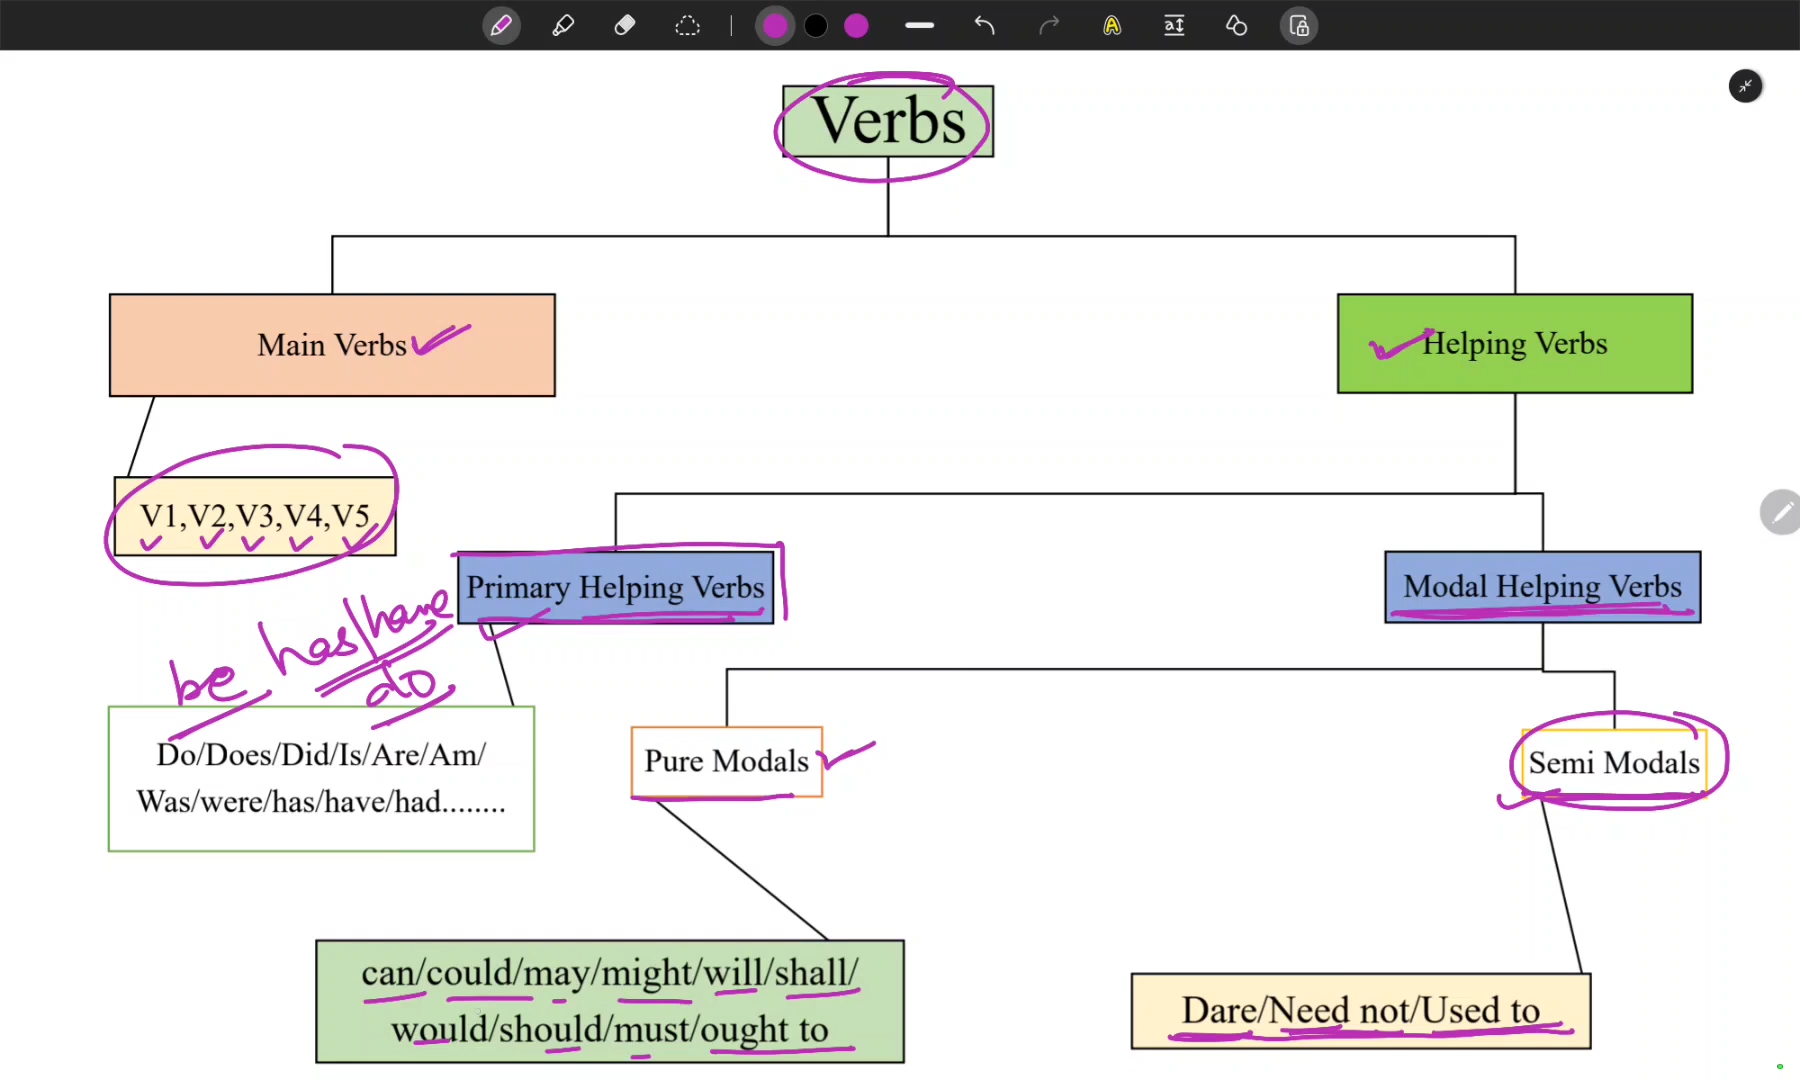 Verbs
Main Verbs
Helping Verbs
V1,V2,V3,V4,V5
Primary Helping Verbs
Modal Helping Verbs
be has/have
do
Do/Does/Did/Is/Are/Am/
Was/were/has/have/had........
Pure Modals
Semi Modals
can/could/may/might/will/shall/
would/should/must/ought to
Dare/Need not/Used to